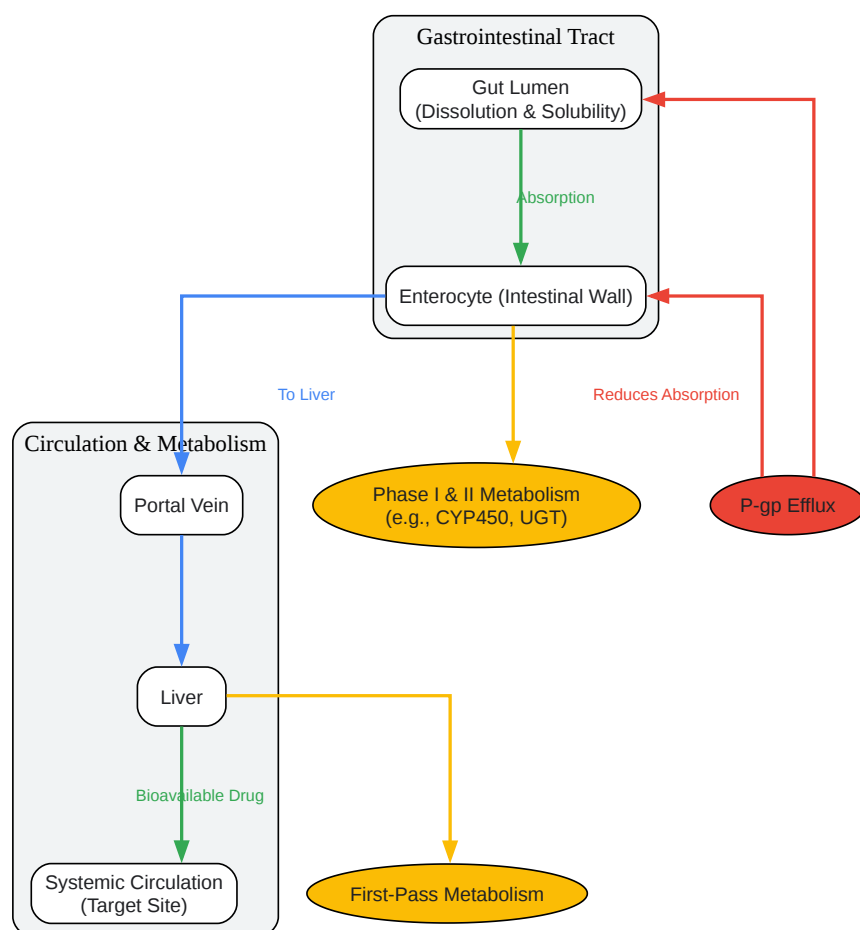 Gastrointestinal Tract
Gut Lumen
(Dissolution & Solubility)
Absorption
Enterocyte (Intestinal Wall)
To Liver
Reduces Absorption
Circulation & Metabolism
Portal Vein
Phase I & II Metabolism
(e.g., CYP450, UGT)
P-gp Efflux
Liver
Bioavailable Drug
Systemic Circulation
(Target Site)
First-Pass Metabolism